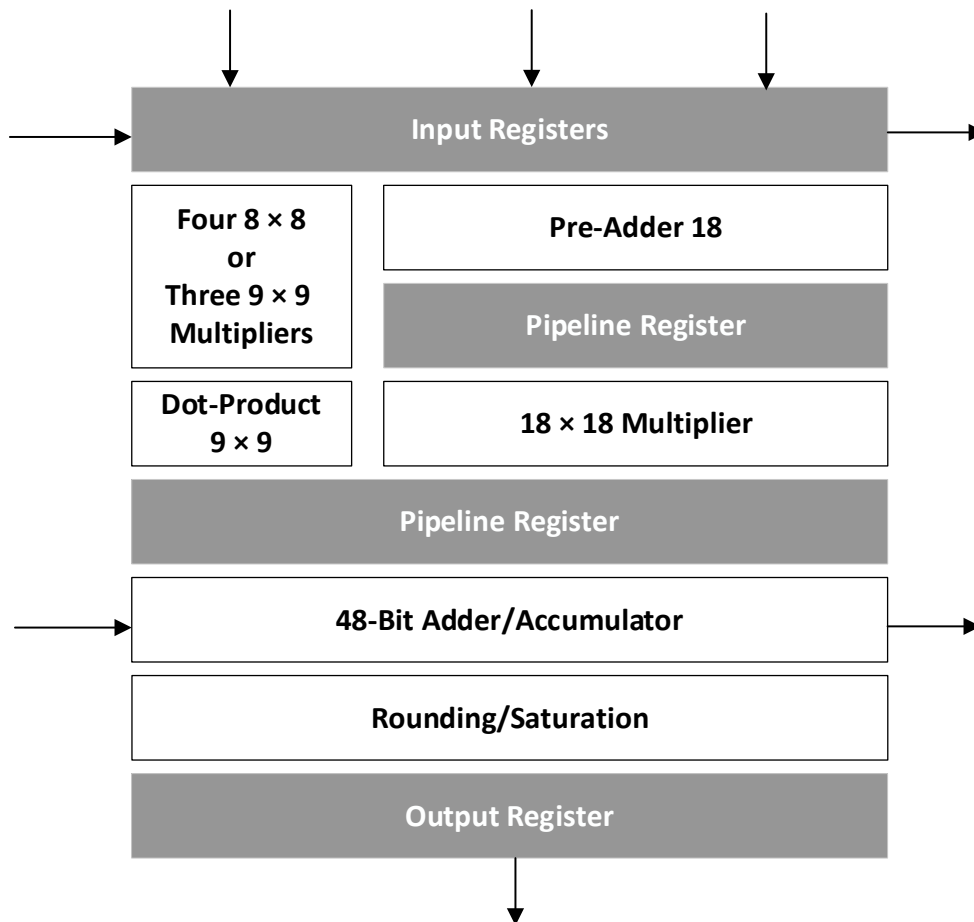 Input Registers
Four 8 × 8
or
Three 9 × 9
Multipliers
Pre-Adder 18
Pipeline Register
Dot-Product
9 × 9
18 × 18 Multiplier
Pipeline Register
48-Bit Adder/Accumulator
Rounding/Saturation
Output Register